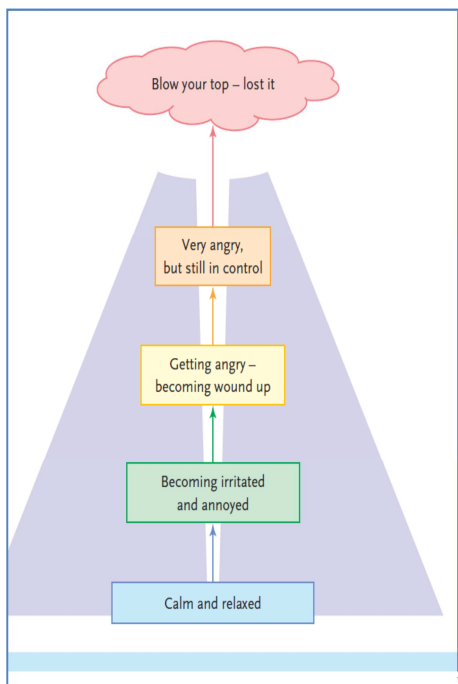 Blow your top – lost it
Very angry,
but still in control
Getting angry –
becoming wound up
Becoming irritated
and annoyed
Calm and relaxed